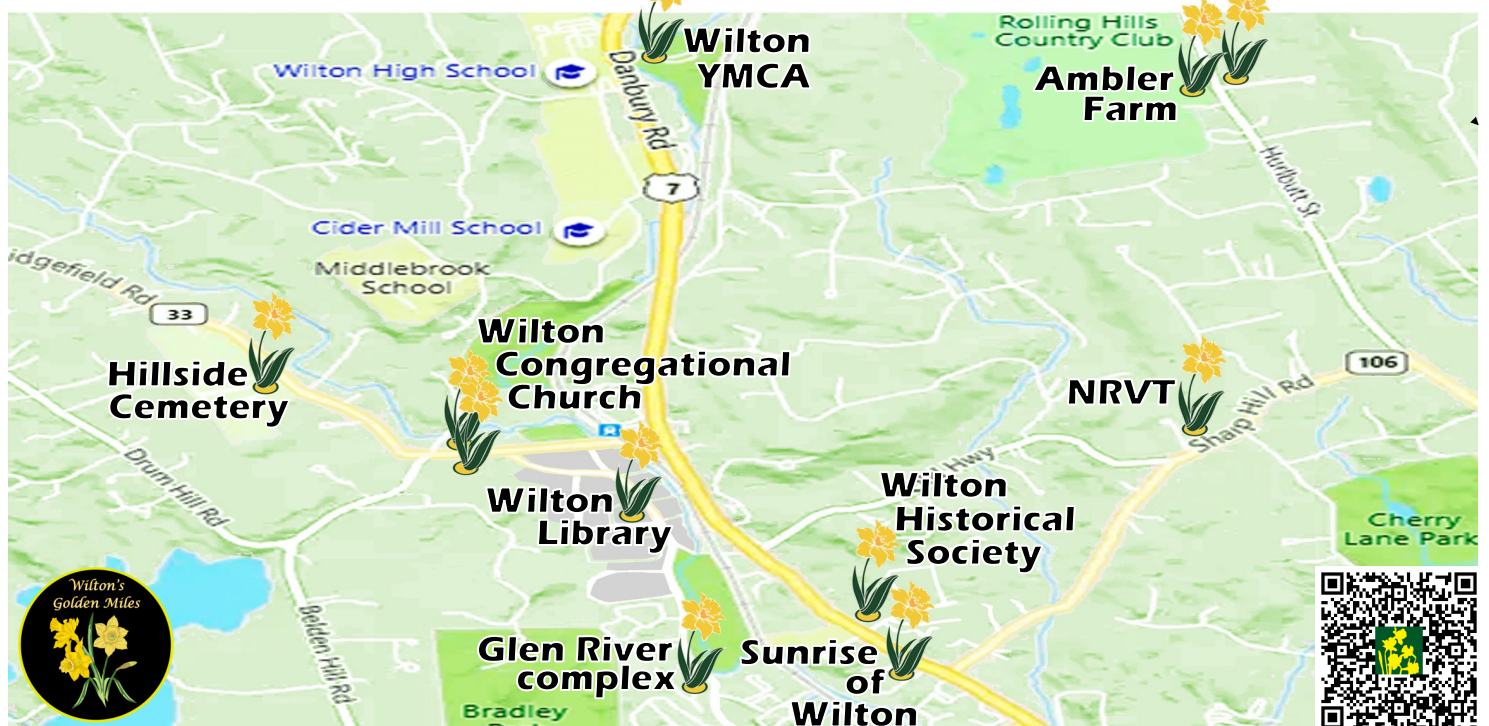 Rolling Hills
Country Club
Wilton
YMCA
Wilton High School
Danbury Rd
Ambler
Farm
7
Hurlbutt St
Cider Mill School
Middlebrook
School
idgefield Rd
33
Wilton
Congregational
Church
Hillside
Cemetery
106
NRVT
Sharp Hill Rd
Hwy
Drum Hill Rd
Wilton
Library
Wilton
Historical
Society
Cherry
Lane Park
Wilton's
Golden Miles
Belden Hill Rd
Glen River
complex
Sunrise
of
Wilton
Bradley